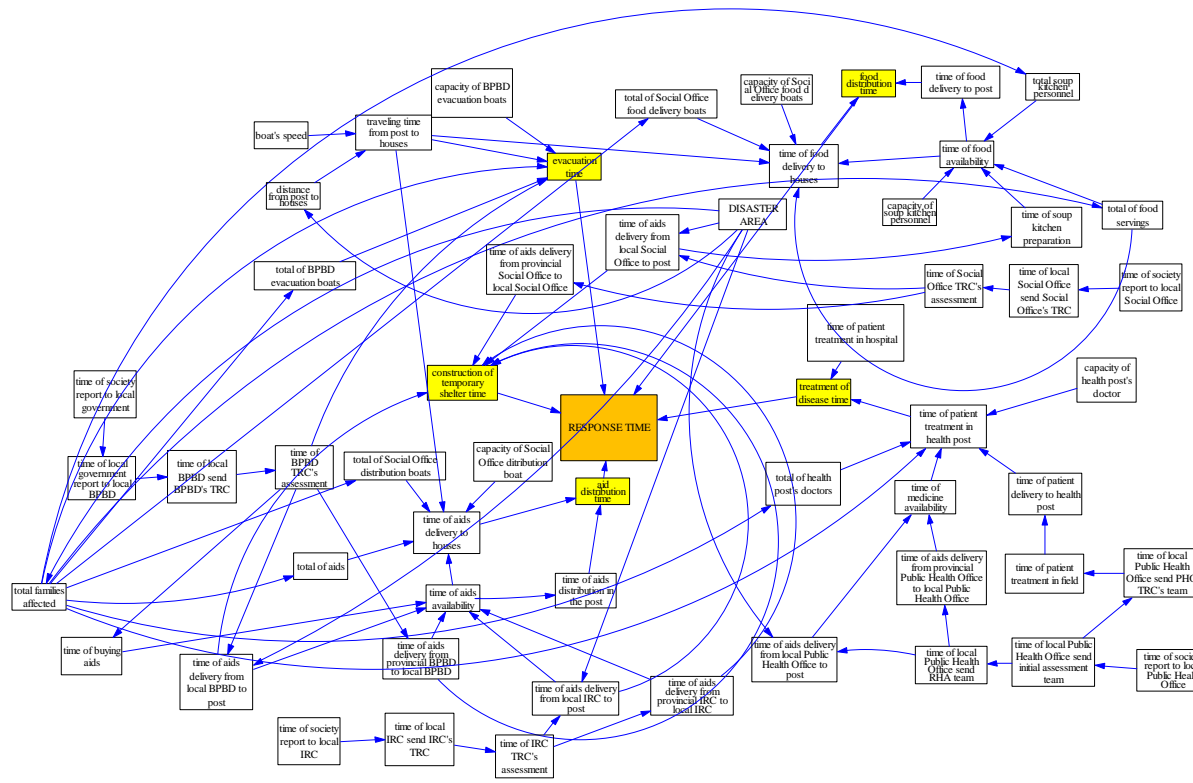 capacity of BPBD
evacuation boats
capacity of Soci
al Office food d
elivery boats
food
distribution
time
time of food
delivery to post
total soup
kitchen
personnel
total of Social Office
food delivery boats
boat's speed
traveling time
from post to
houses
evacuation
time
time of food
delivery to
houses
time of food
availability
distance
from post to
houses
DISASTER
AREA
capacity of
soup kitchen
personnel
time of soup
kitchen
preparation
total of food
servings
time of aids
delivery from
local Social
Office to post
time of aids delivery
from provincial
Social Office to
local Social Office
total of BPBD
evacuation boats
time of Social
Office TRC's
assessment
time of local
Social Office
send Social
Office's TRC
time of society
report to local
Social Office
time of patient
treatment in hospital
time of society
report to local
government
construction of
temporary
shelter time
treatment of
disease time
capacity of
health post's
doctor
RESPONSE TIME
time of patient
treatment in
health post
time of local
government
report to local
BPBD
time of local
BPBD send
BPBD's TRC
time of
BPBD
TRC's
assessment
total of Social Office
distribution boats
capacity of Social
Office ditribution
boat
aid
distribution
time
total of health
post's doctors
time of
medicine
availability
time of patient
delivery to health
post
time of aids
delivery to
houses
total families
affected
total of aids
time of aids
availability
time of aids
distribution in
the post
time of aids delivery
from provincial
Public Health Office
to local Public
Health Office
time of patient
treatment in field
time of local
Public Health
Office send PHO
TRC's team
time of buying
aids
time of aids
delivery from
local BPBD to
post
time of aids
delivery from
provincial BPBD
to local BPBD
time of aids delivery
from local IRC to
post
time of aids
delivery from
provincial IRC to
local IRC
time of aids delivery
from local Public
Health Office to
post
time of local
Public Health
Office send
RHA team
time of local Public
Health Office send
initial assessment
team
time of socie
report to loca
Public Health
Office
time of society
report to local
IRC
time of local
IRC send IRC's
TRC
time of IRC
TRC's
assessment